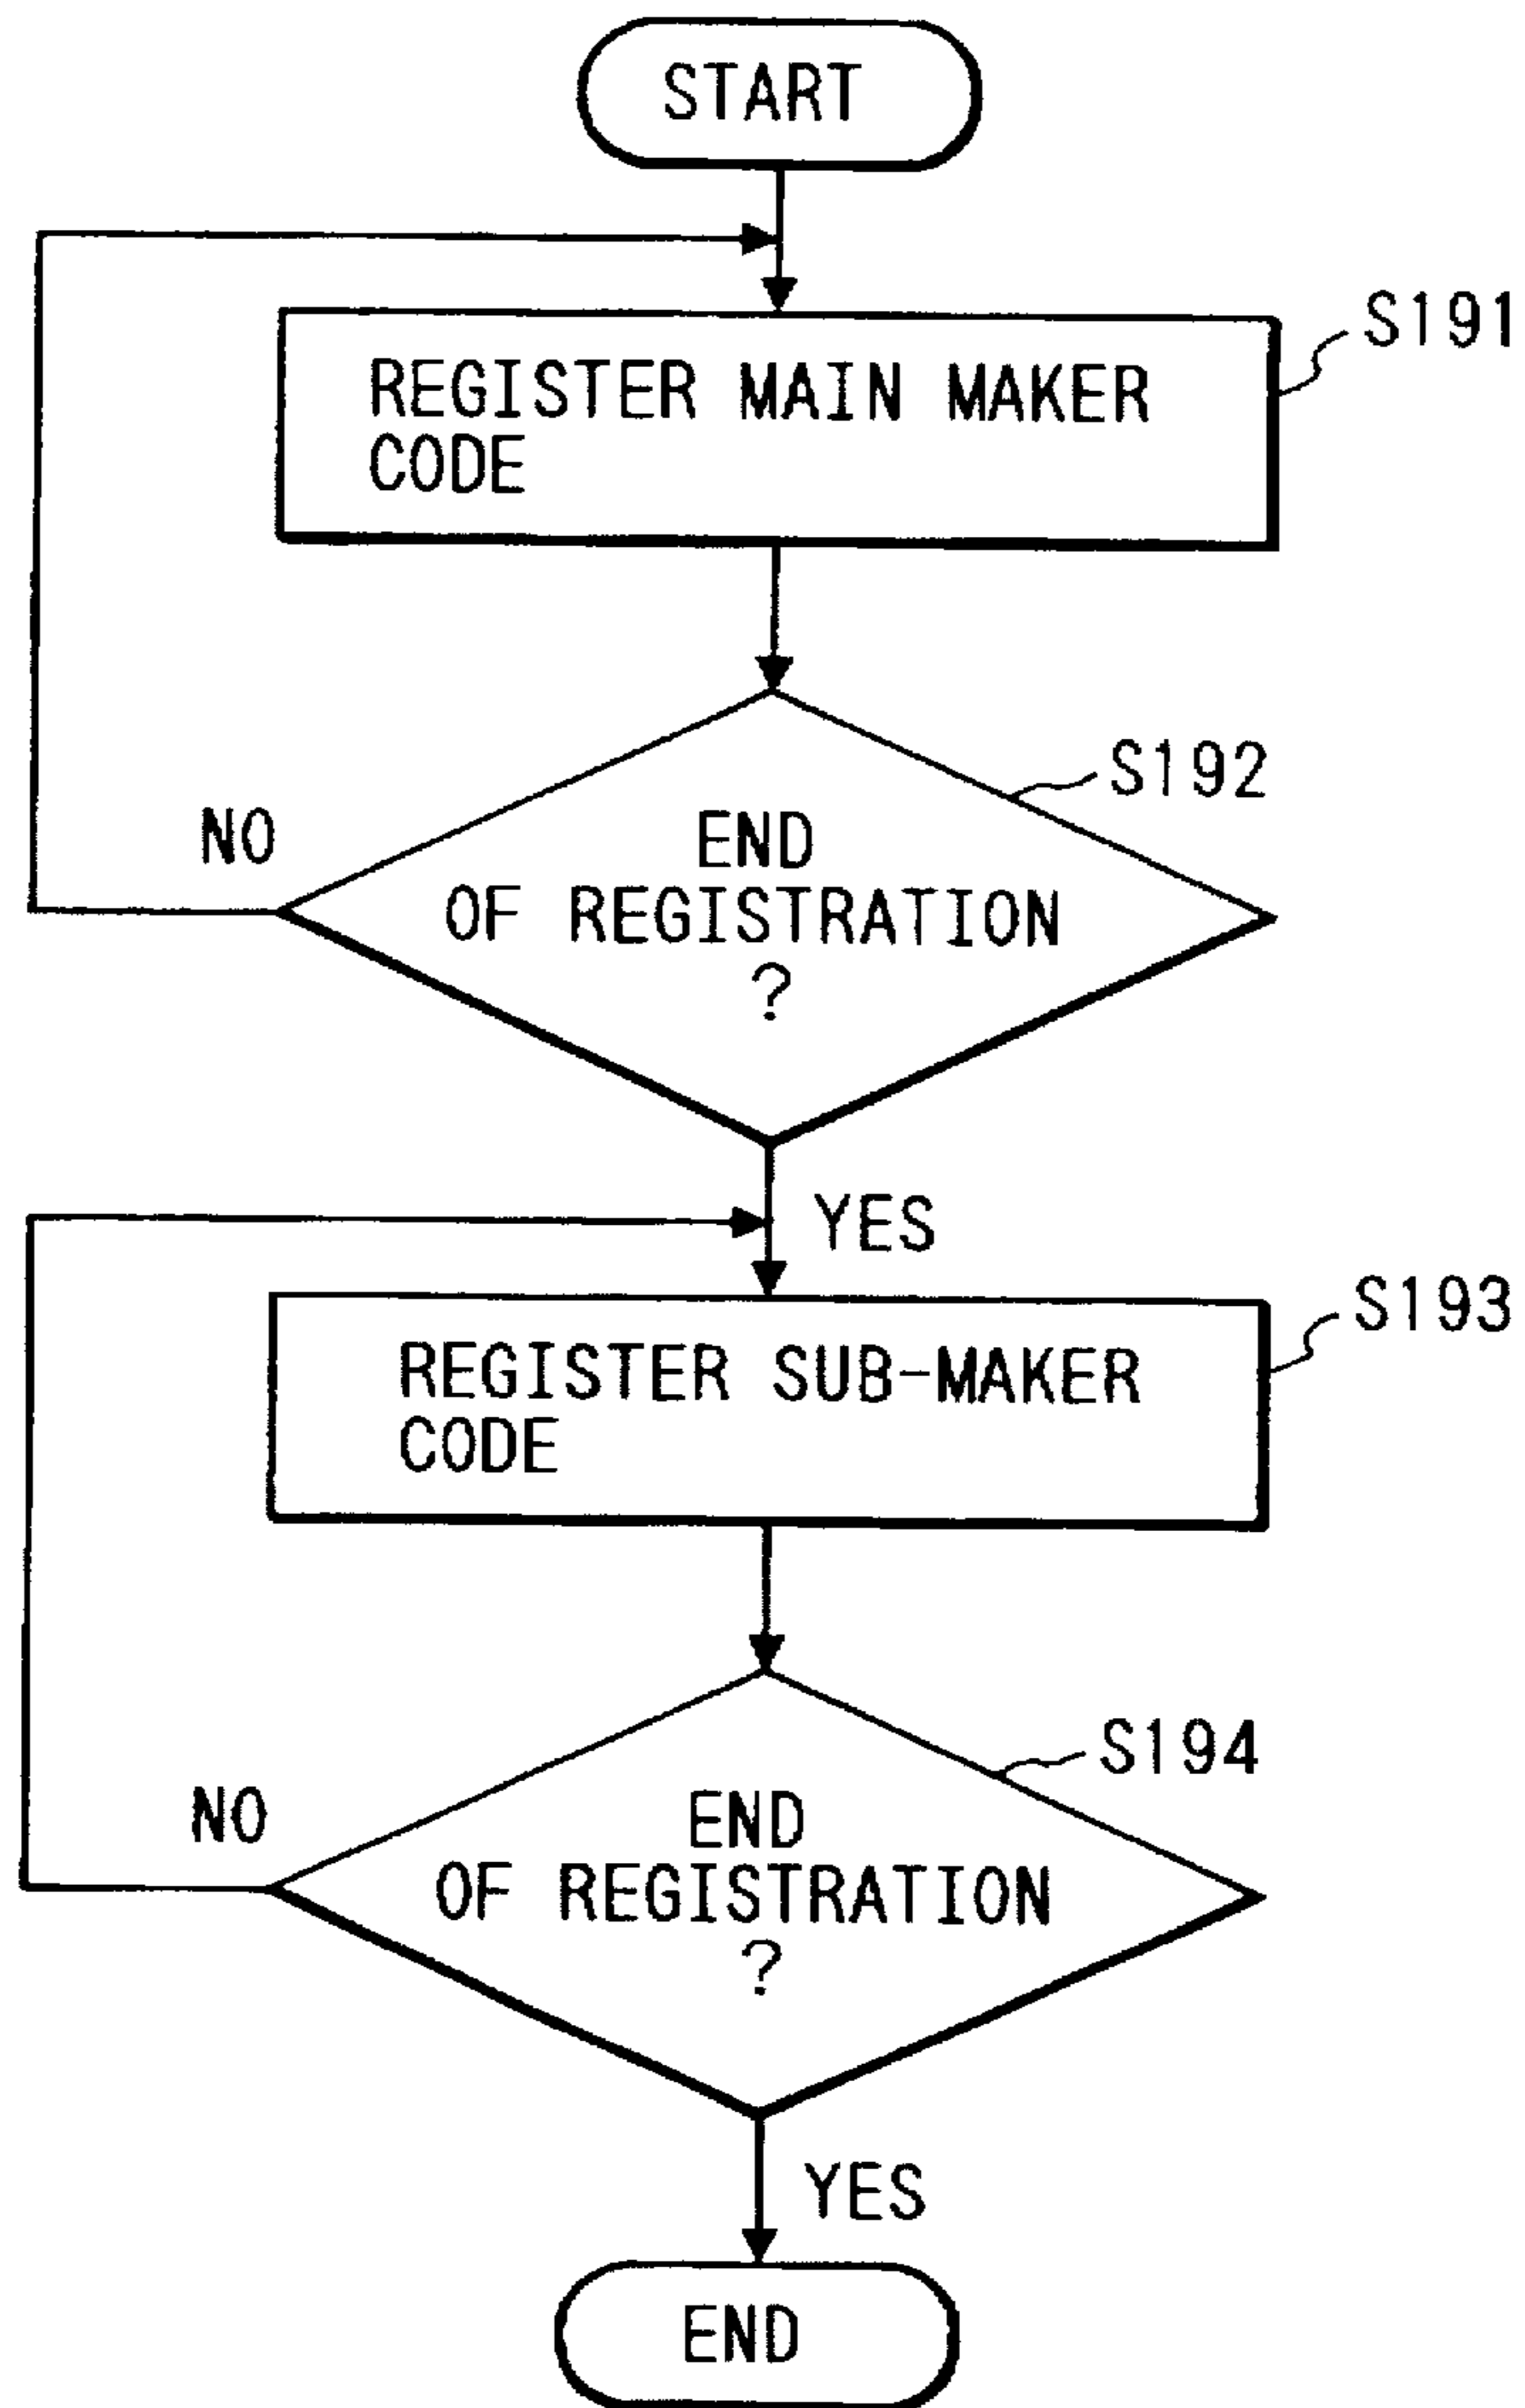 START
S191
REGISTER MAIN MAKER
CODE
S192
NO
END
OF REGISTRATION
?
YES
S193
REGISTER SUB-MAKER
CODE
S194
NO
END
OF REGISTRATION
?
YES
END